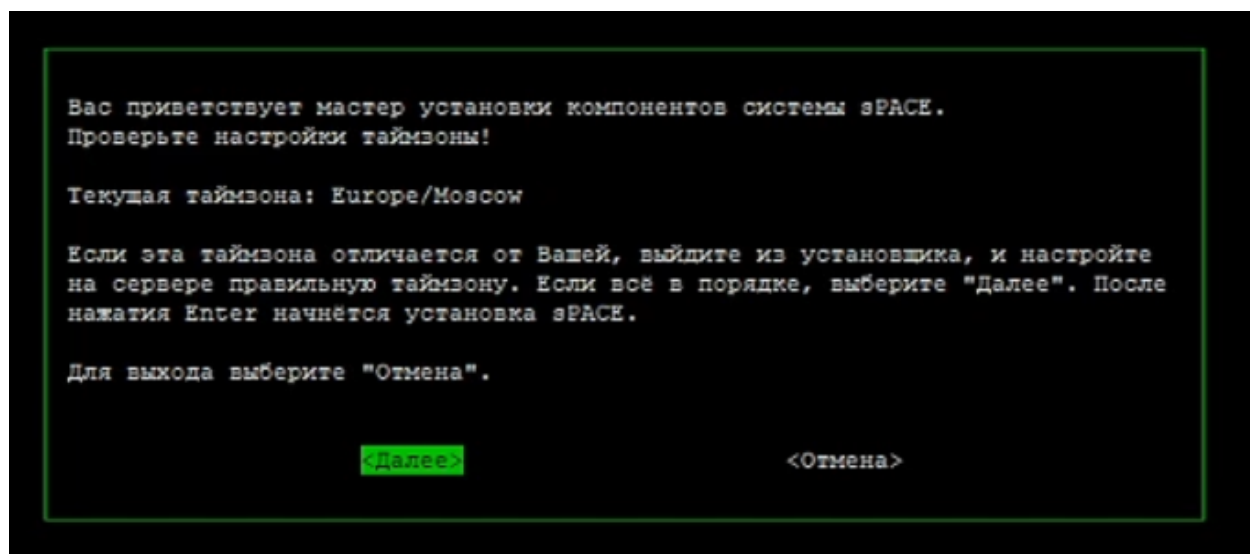 Вас приветствует мастер установки компонентов системы sPACE.
Проверьте настройки таймзоны!
Текущая таймзона: Europe/Moscow
Если эта таймзона отличается от Вашей, выйдите из установщика, и настройте
на сервере правильную таймзону. Если всё в порядке, выберите "Далее". После
нажатия Enter начнётся установка sPACE.
Для выхода выберите "Отмена".
<Далее> <Отмена>